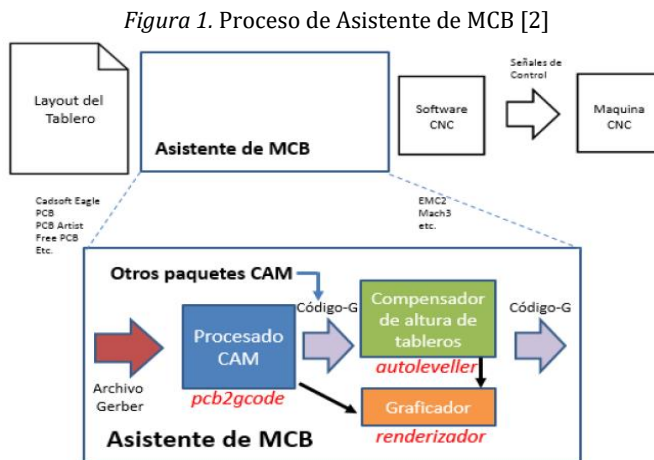 Figura 1. Proceso de Asistente de MCB [2]
Layout del
Tablero
Asistente de MCB
Software
CNC
Señales de
Control
Maquina
CNC
Cadsoft Eagle
PCB
PCB Artist
Free PCB
Etc.
EMC2
Mach3
etc.
Otros paquetes CAM
Archivo
Gerber
Procesado
CAM
pcb2gcode
Código-G
Compensador
de altura de
tableros
autoleveller
Código-G
Graficador
renderizador
Asistente de MCB